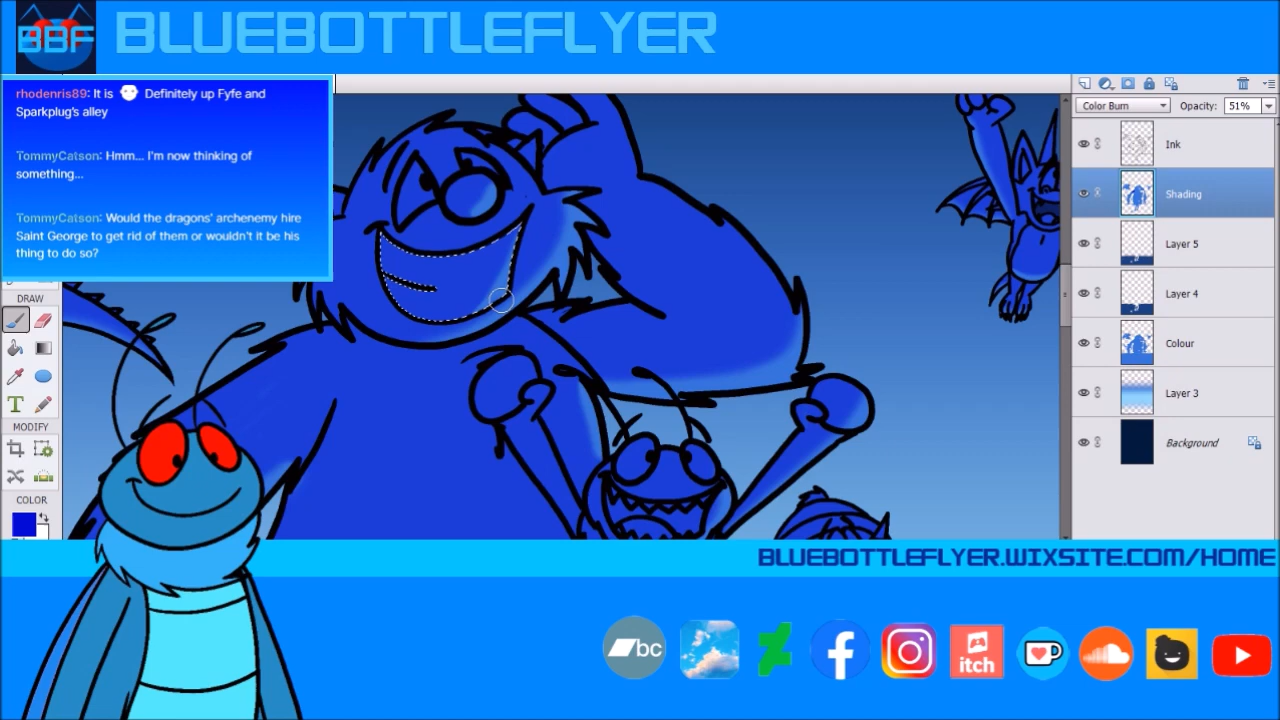 BBF
BLUEBOTTLEFLYER
rhodenris89: It is Definitely up Fyfe and
Sparkplug's alley
TommyCatson: Hmm... I'm now thinking of
something...
TommyCatson: Would the dragons' archenemy hire
Saint George to get rid of them or wouldn't it be his
thing to do so?
Color Burn Opacity: 51%
Ink
Shading
Layer 5
Layer 4
Colour
Layer 3
Background
DRAW
T
MODIFY
COLOR
BLUEBOTTLEFLYER.WIXSITE.COM/HOME
bc
itch